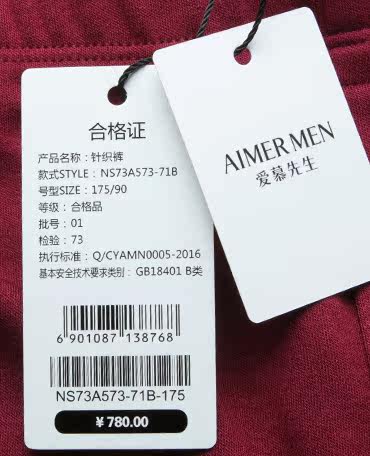 合格证
产品名称：针织裤
款式STYLE：NS73A573-71B
号型SIZE：175/90
等级：合格品
批号：01
检验：73
执行标准：Q/CYAMN0005-2016
基本安全技术要求类别：GB18401 B类
6 901087 138768
NS73A573-71B-175
¥780.00
AIMER MEN
爱慕先生